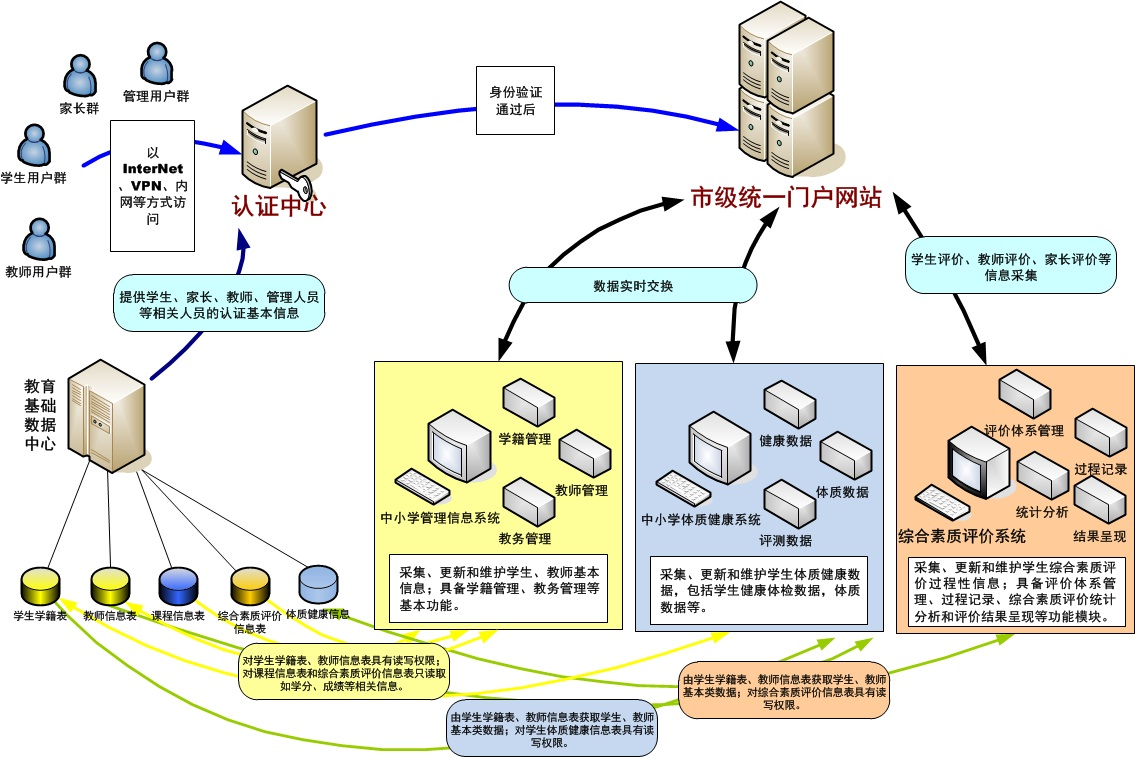 家长群
管理用户群
学生用户群
教师用户群
以
InterNet
、VPN、内
网等方式访
问
认证中心
身份验证
通过后
市级统一门户网站
提供学生、家长、教师、管理人员
等相关人员的认证基本信息
数据实时交换
学生评价、教师评价、家长评价等
信息采集
教育
基础
数据
中心
学生学籍表
教师信息表
课程信息表
综合素质评价
信息表
体质健康信息
学籍管理
教师管理
教务管理
中小学管理信息系统
采集、更新和维护学生、教师基本
信息；具备学籍管理、教务管理等
基本功能。
健康数据
体质数据
评测数据
中小学体质健康系统
采集、更新和维护学生体质健康数
据，包括学生健康体检数据，体质
数据等。
评价体系管理
过程记录
统计分析
结果呈现
综合素质评价系统
采集、更新和维护学生综合素质评
价过程性信息；具备评价体系管
理、过程记录、综合素质评价统计
分析和评价结果呈现等功能模块。
对学生学籍表、教师信息表具有读写权限；
对课程信息表和综合素质评价信息表只读取
如学分、成绩等相关信息。
由学生学籍表、教师信息表获取学生、教师
基本类数据；对学生体质健康信息表具有读
写权限。
由学生学籍表、教师信息表获取学生、教师
基本类数据；对综合素质评价信息表具有读
写权限。